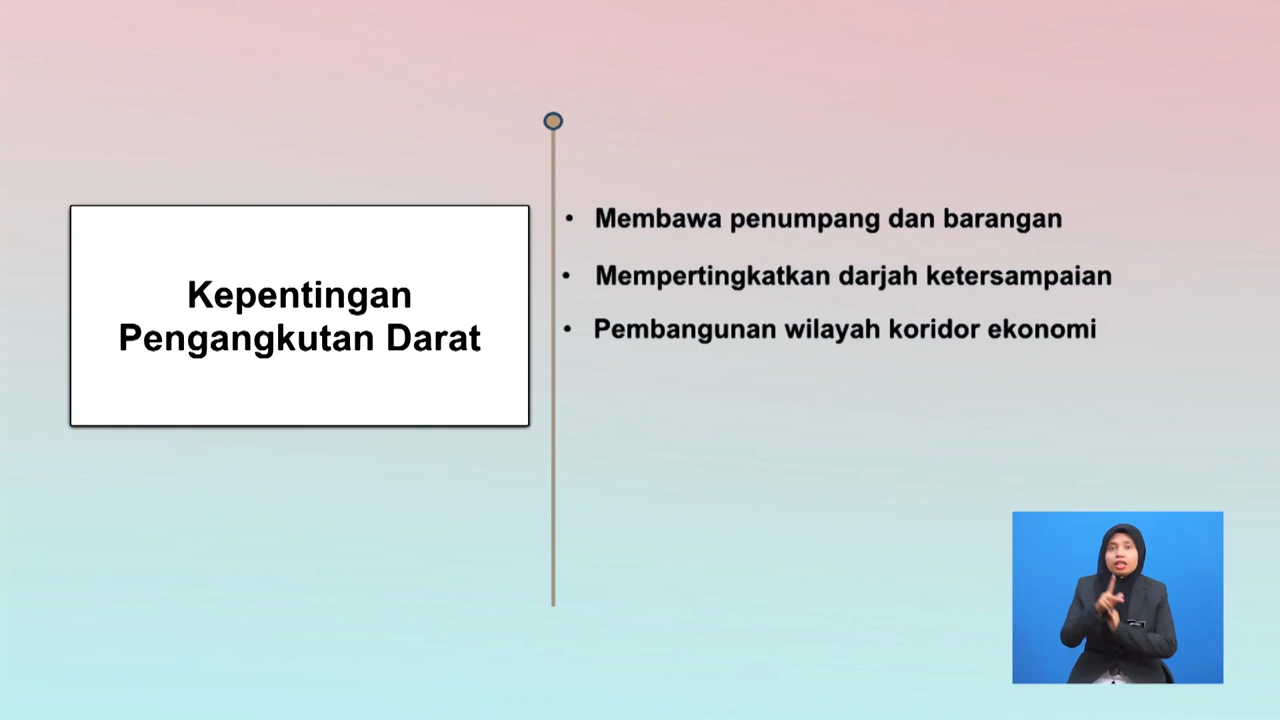 Kepentingan
Pengangkutan Darat
• Membawa penumpang dan barangan
• Mempertingkatkan darjah ketersampaian
• Pembangunan wilayah koridor ekonomi